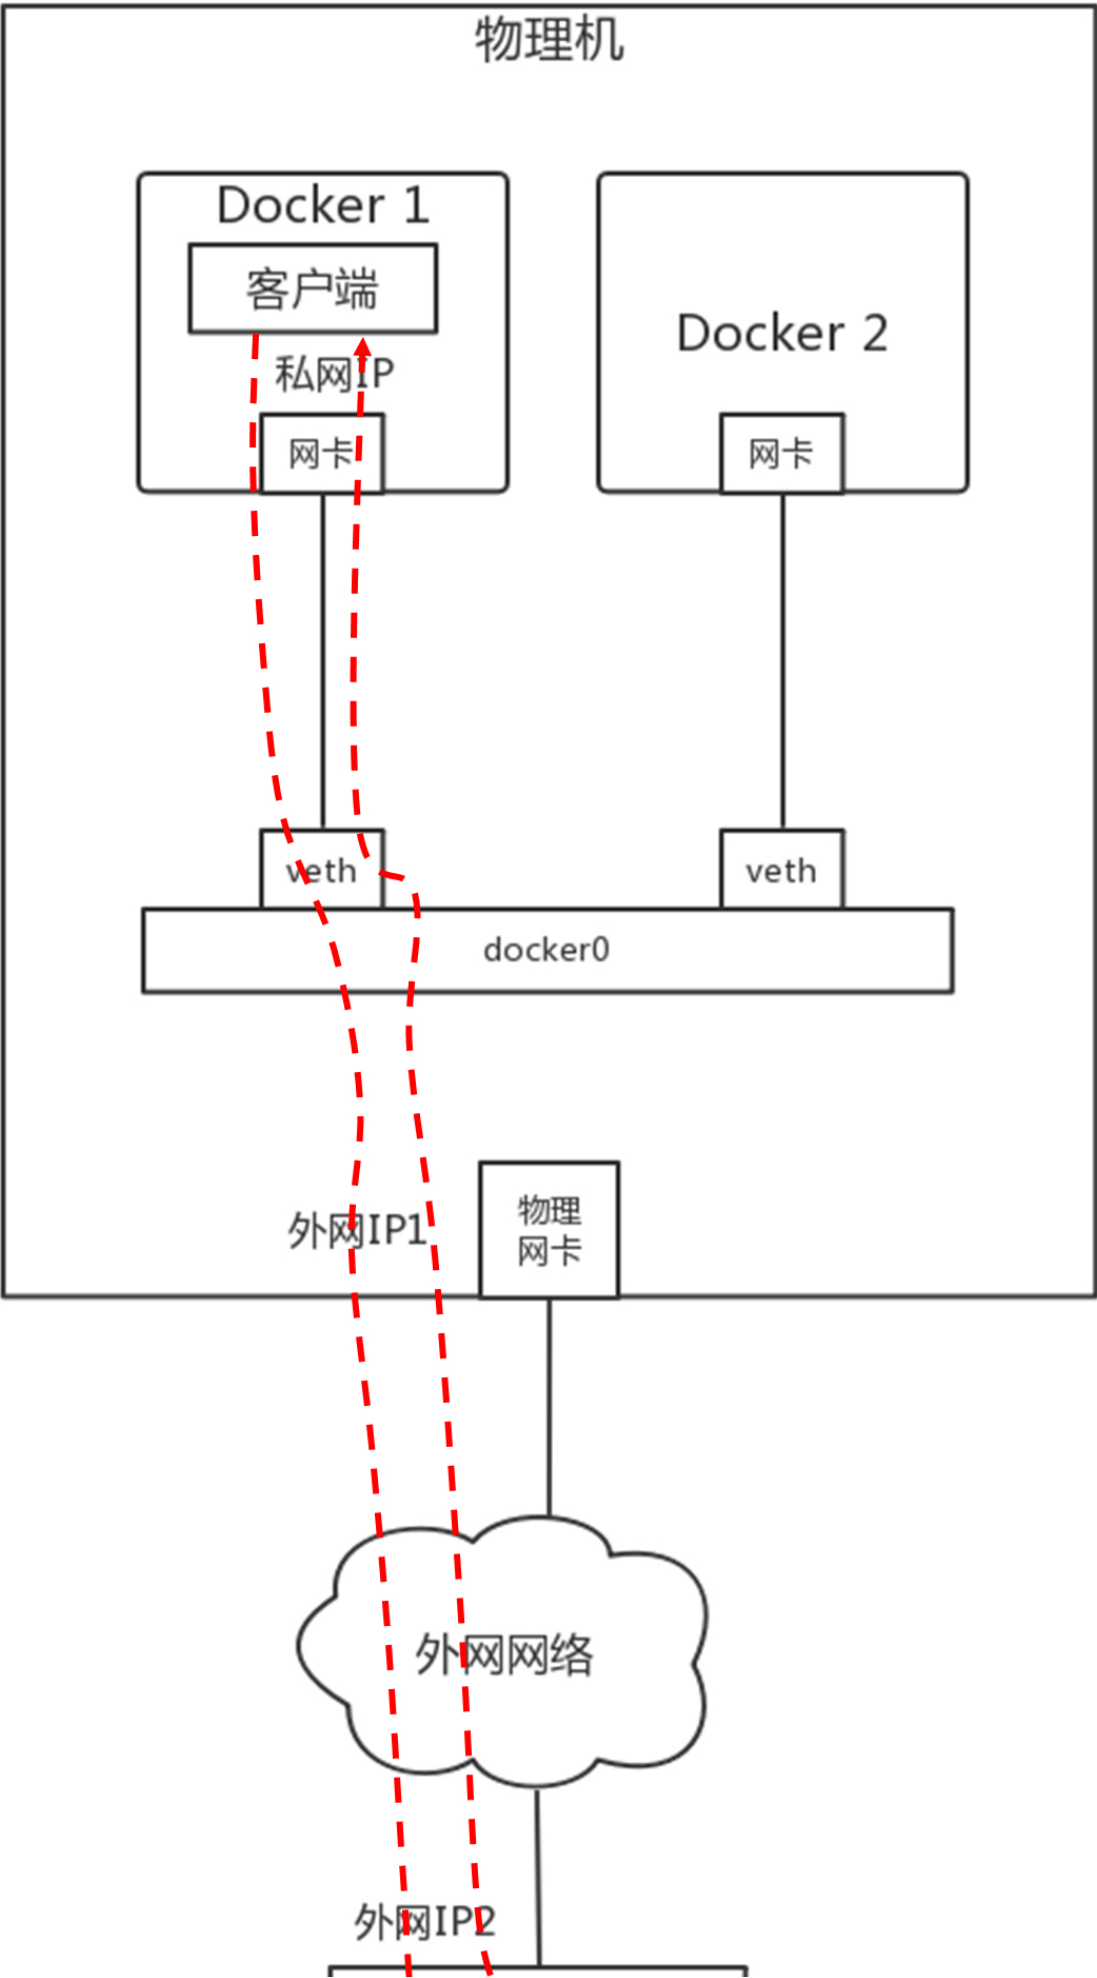 物理机
Docker 1
客户端
私网IP
网卡
Docker 2
网卡
veth
veth
docker0
外网IP1
物理
网卡
外网网络
外网IP2